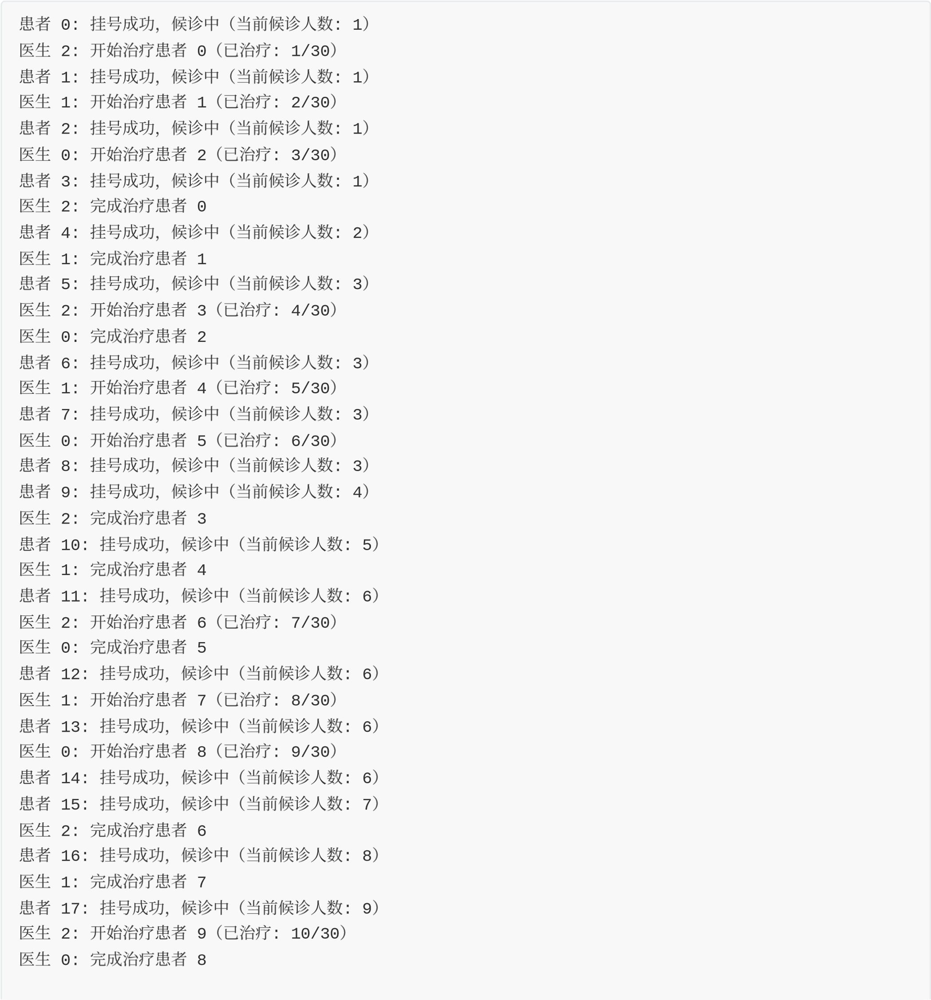 患者 0: 挂号成功，候诊中（当前候诊人数: 1）
医生 2: 开始治疗患者 0（已治疗: 1/30）
患者 1: 挂号成功，候诊中（当前候诊人数: 1）
医生 1: 开始治疗患者 1（已治疗: 2/30）
患者 2: 挂号成功，候诊中（当前候诊人数: 1）
医生 0: 开始治疗患者 2（已治疗: 3/30）
患者 3: 挂号成功，候诊中（当前候诊人数: 1）
医生 2: 完成治疗患者 0
患者 4: 挂号成功，候诊中（当前候诊人数: 2）
医生 1: 完成治疗患者 1
患者 5: 挂号成功，候诊中（当前候诊人数: 3）
医生 2: 开始治疗患者 3（已治疗: 4/30）
医生 0: 完成治疗患者 2
患者 6: 挂号成功，候诊中（当前候诊人数: 3）
医生 1: 开始治疗患者 4（已治疗: 5/30）
患者 7: 挂号成功，候诊中（当前候诊人数: 3）
医生 0: 开始治疗患者 5（已治疗: 6/30）
患者 8: 挂号成功，候诊中（当前候诊人数: 3）
患者 9: 挂号成功，候诊中（当前候诊人数: 4）
医生 2: 完成治疗患者 3
患者 10: 挂号成功，候诊中（当前候诊人数: 5）
医生 1: 完成治疗患者 4
患者 11: 挂号成功，候诊中（当前候诊人数: 6）
医生 2: 开始治疗患者 6（已治疗: 7/30）
医生 0: 完成治疗患者 5
患者 12: 挂号成功，候诊中（当前候诊人数: 6）
医生 1: 开始治疗患者 7（已治疗: 8/30）
患者 13: 挂号成功，候诊中（当前候诊人数: 6）
医生 0: 开始治疗患者 8（已治疗: 9/30）
患者 14: 挂号成功，候诊中（当前候诊人数: 6）
患者 15: 挂号成功，候诊中（当前候诊人数: 7）
医生 2: 完成治疗患者 6
患者 16: 挂号成功，候诊中（当前候诊人数: 8）
医生 1: 完成治疗患者 7
患者 17: 挂号成功，候诊中（当前候诊人数: 9）
医生 2: 开始治疗患者 9（已治疗: 10/30）
医生 0: 完成治疗患者 8